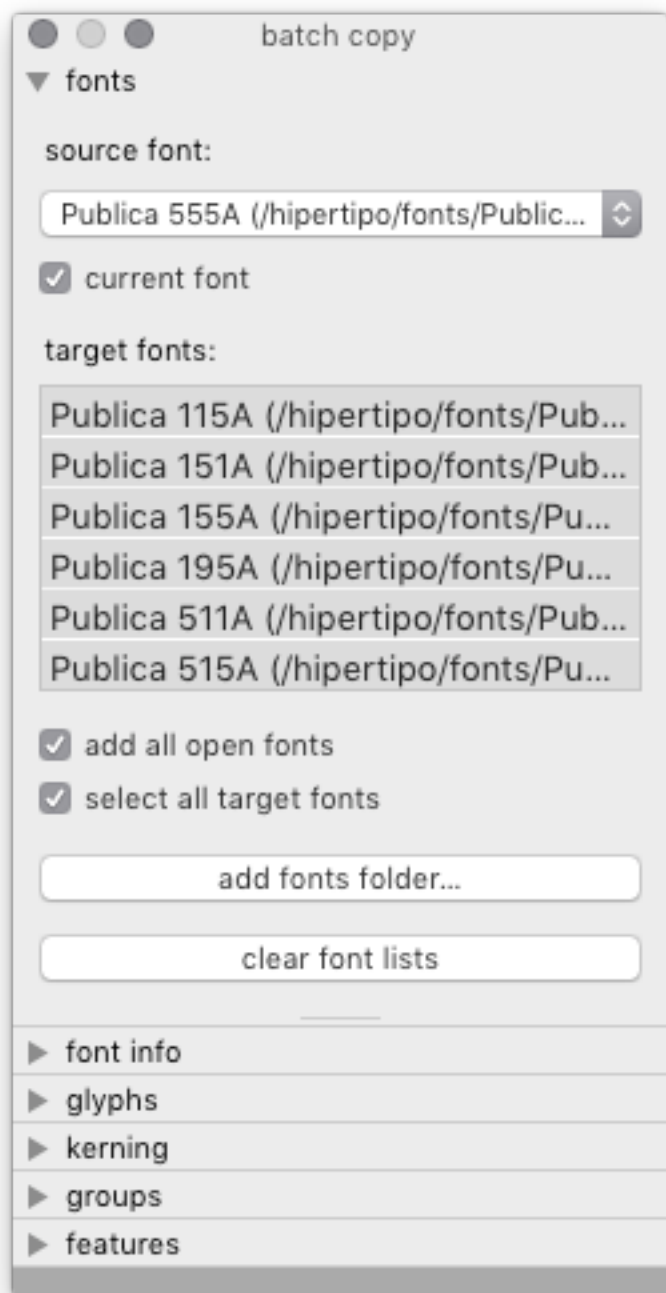 batch copy
fonts
source font:
Publica 555A (/hipertipo/fonts/Public...
current font
target fonts:
Publica 115A (/hipertipo/fonts/Pub...
Publica 151A (/hipertipo/fonts/Pub...
Publica 155A (/hipertipo/fonts/Pu...
Publica 195A (/hipertipo/fonts/Pu...
Publica 511A (/hipertipo/fonts/Pub...
Publica 515A (/hipertipo/fonts/Pu...
add all open fonts
select all target fonts
add fonts folder...
clear font lists
font info
glyphs
kerning
groups
features